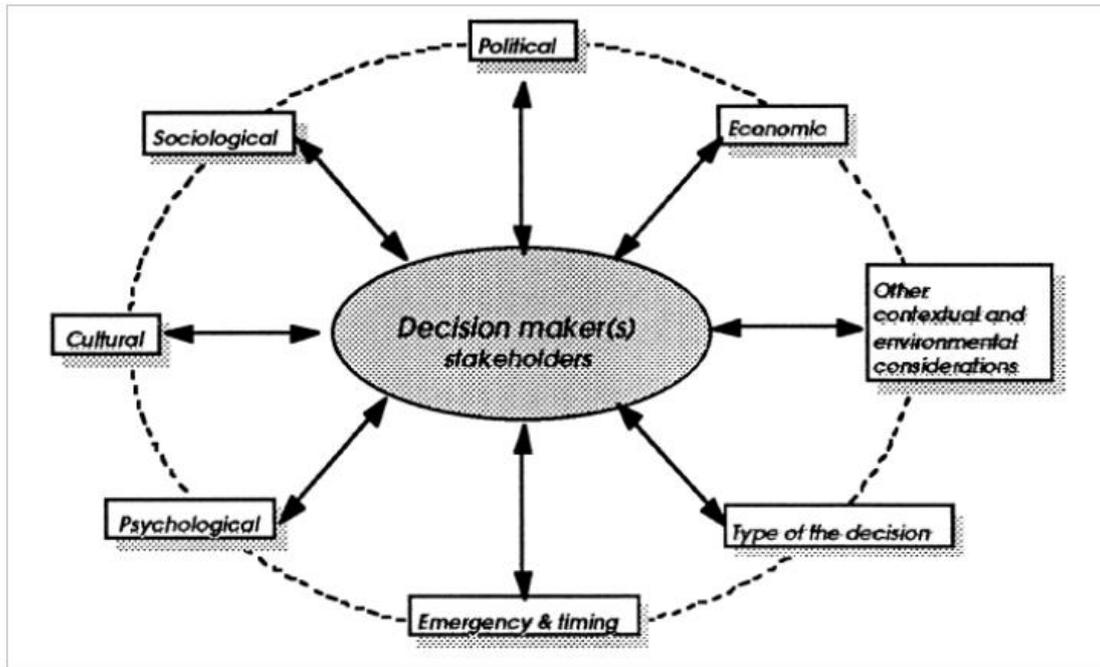 Political
Sociological
Economic
Other
contextual and
environmental
considerations
Decision maker(s)
stakeholders
Cultural
Psychological
Type of the decision
Emergency & timing